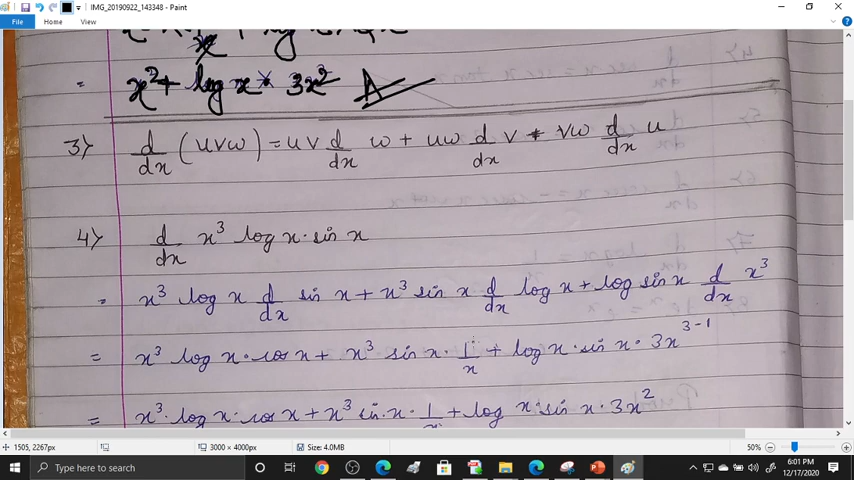 IMG_20190922_143348 - Paint
File Home View
= x² + log x · 3x² A
3) d/dx (uvw) = uv d/dx w + uw d/dx v + vw d/dx u
4) d/dx x³ log x · sin x
= x³ log x d/dx sin x + x³ sin x d/dx log x + log sin x d/dx x³
= x³ log x · cos x + x³ sin x · 1/x + log x · sin x · 3x³⁻¹
= x³ · log x · cos x + x³ sin · x · 1/x + log x · sin x · 3x²
1505, 2267px 3000 × 4000px Size: 4.0MB 50%
Type here to search
6:01 PM
12/17/2020